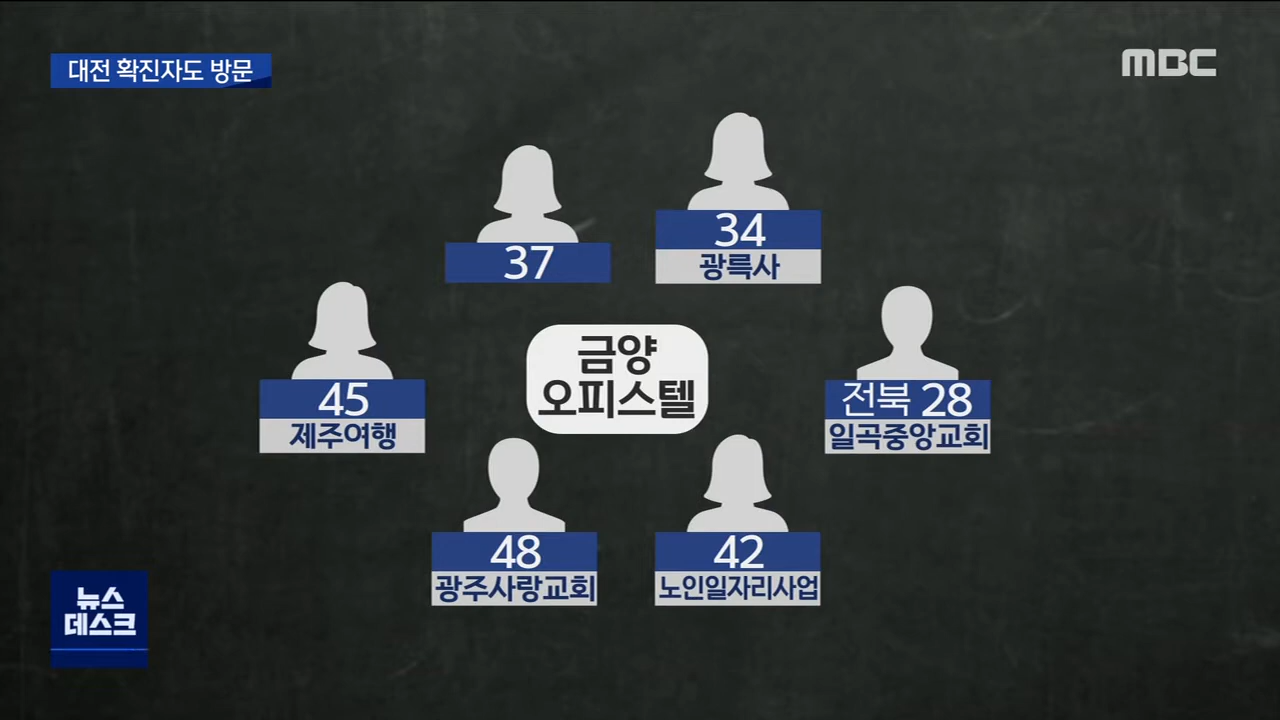 대전 확진자도 방문
MBC
37
34
광륵사
45
제주여행
금양
오피스텔
전북 28
일곡중앙교회
48
광주사랑교회
42
노인일자리사업
뉴스
데스크